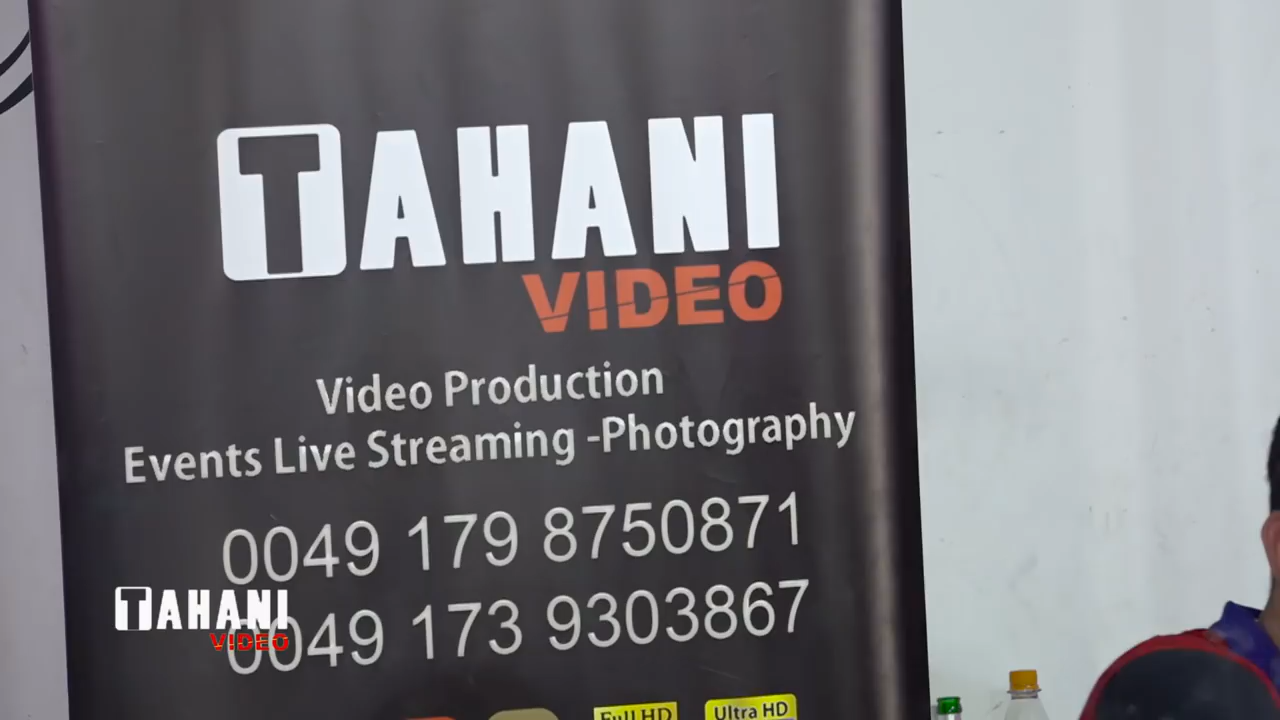 TAHANI
VIDEO
Video Production
Events Live Streaming -Photography
0049 179 8750871
0049 173 9303867
TAHANI
VIDEO
Full HD
Ultra HD